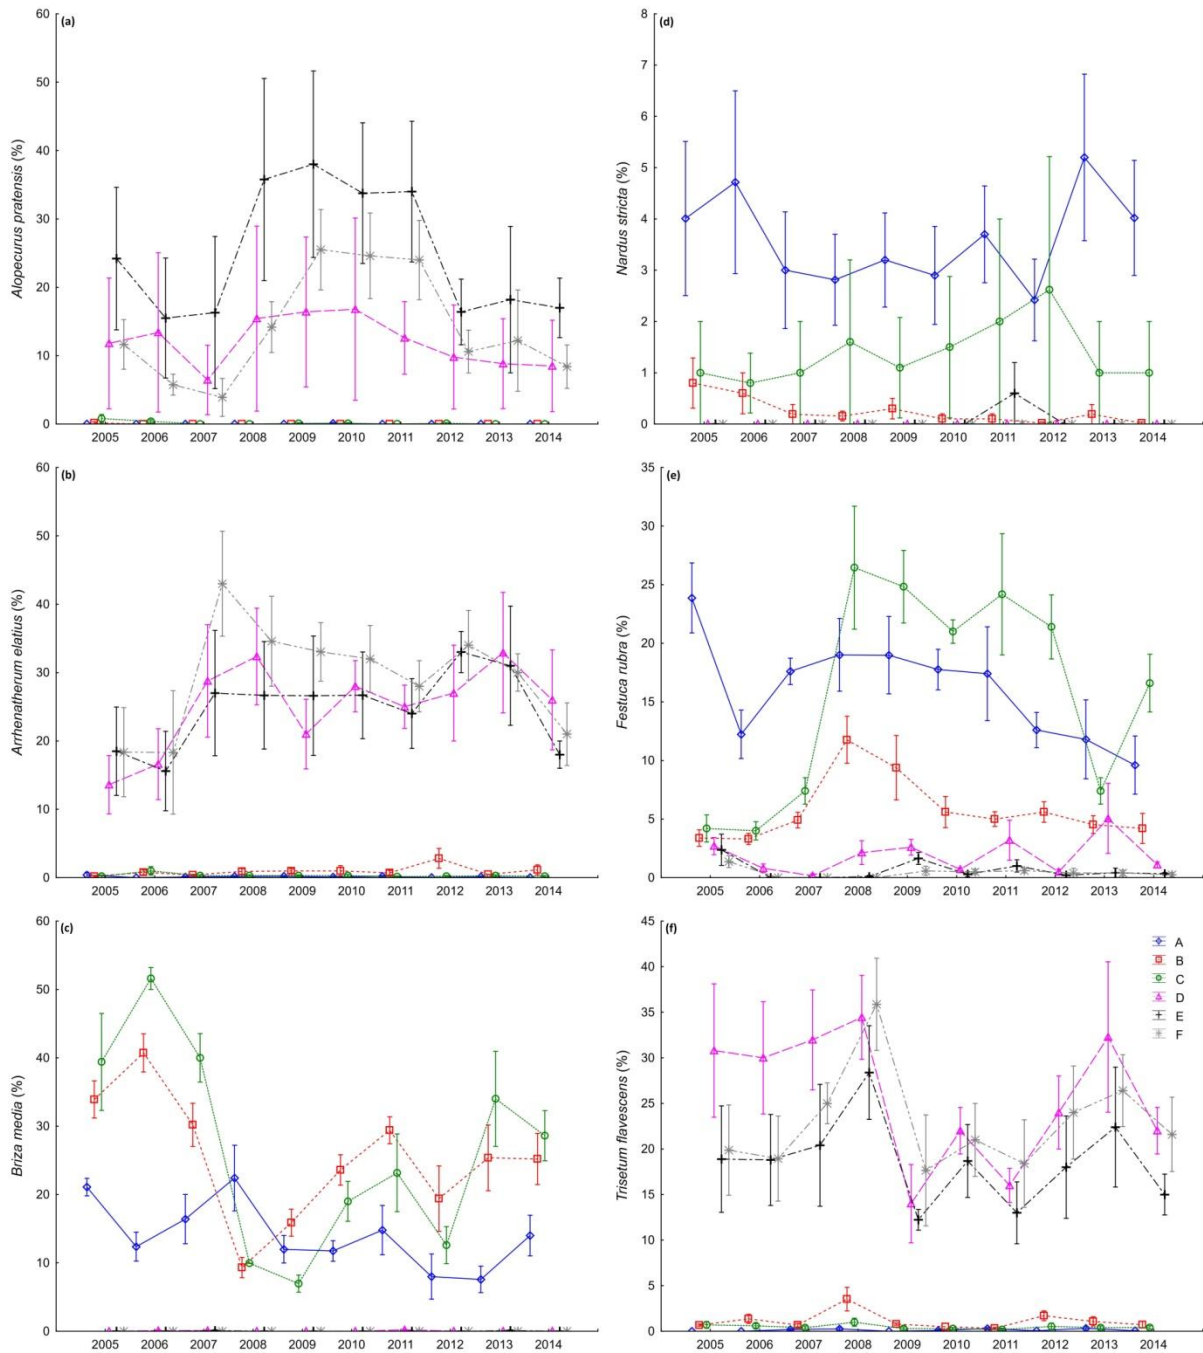 (a)
60
50
40
30
20
10
0
Alopecurus pratensis (%)
2005 2006 2007 2008 2009 2010 2011 2012 2013 2014
(d)
8
7
6
5
4
3
2
1
0
Nardus stricta (%)
2005 2006 2007 2008 2009 2010 2011 2012 2013 2014
(b)
60
50
40
30
20
10
0
Arrhenatherum elatius (%)
2005 2006 2007 2008 2009 2010 2011 2012 2013 2014
(e)
35
30
25
20
15
10
5
0
Festuca rubra (%)
2005 2006 2007 2008 2009 2010 2011 2012 2013 2014
(c)
60
50
40
30
20
10
0
Briza media (%)
2005 2006 2007 2008 2009 2010 2011 2012 2013 2014
(f)
45
40
35
30
25
20
15
10
5
0
Trisetum flavescens (%)
A
B
C
D
E
F
2005 2006 2007 2008 2009 2010 2011 2012 2013 2014